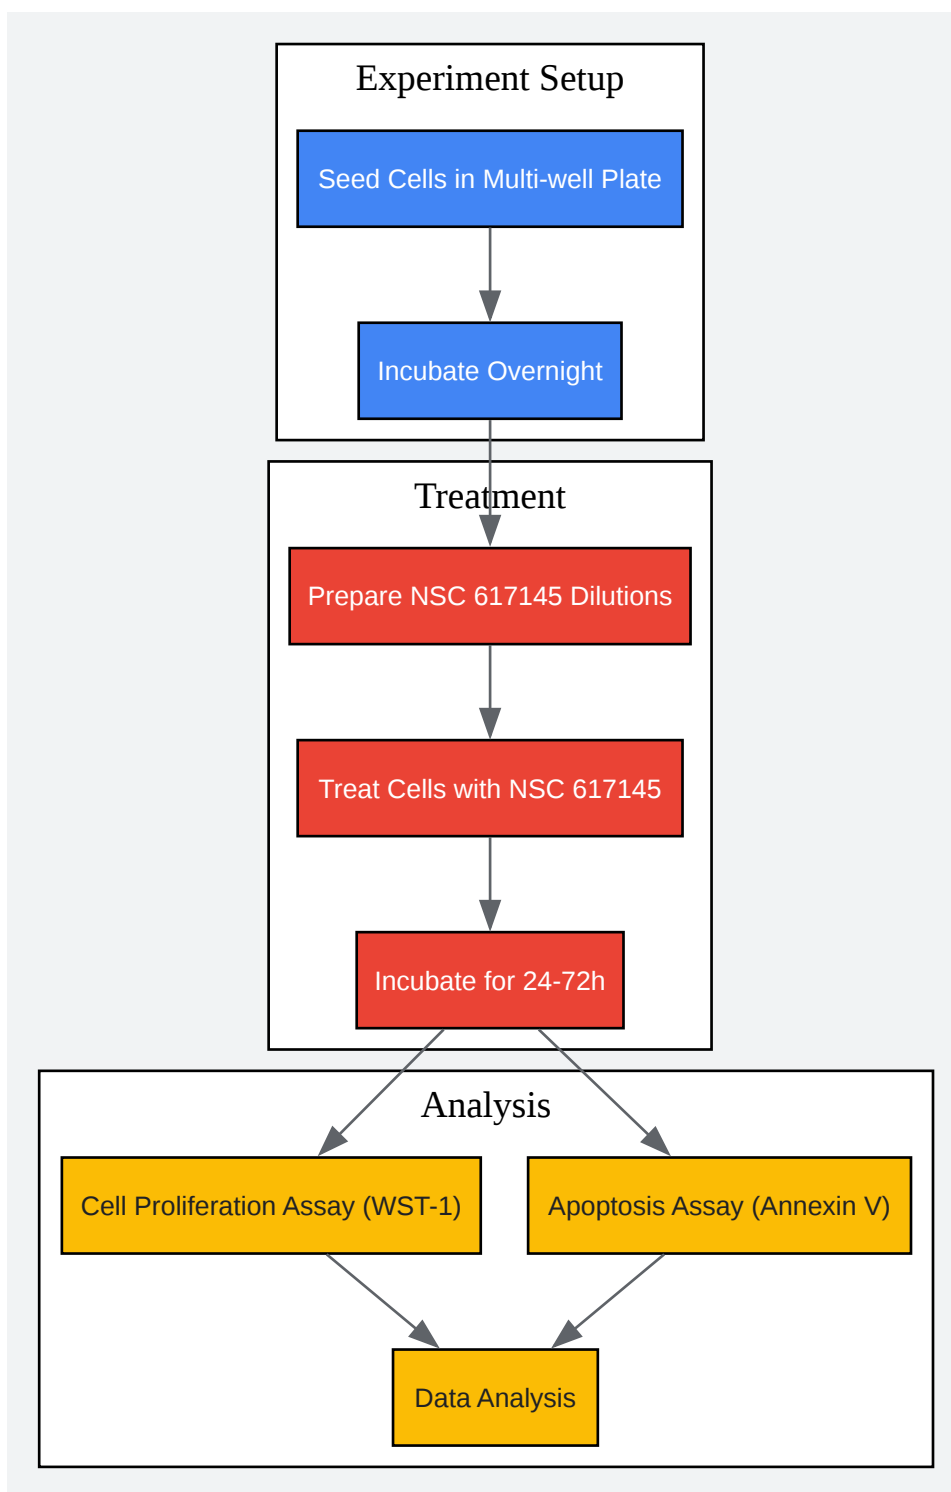 Experiment Setup
Seed Cells in Multi-well Plate
Incubate Overnight
Treatment
Prepare NSC 617145 Dilutions
Treat Cells with NSC 617145
Incubate for 24-72h
Analysis
Cell Proliferation Assay (WST-1)
Apoptosis Assay (Annexin V)
Data Analysis